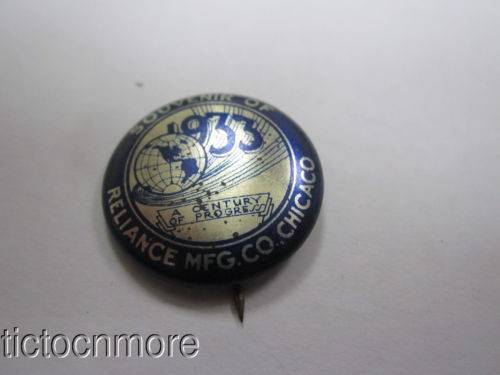 SOUVENIR OF
1933
A CENTURY
OF PROGRESS
RELIANCE MFG. CO., CHICAGO
tictocnmore